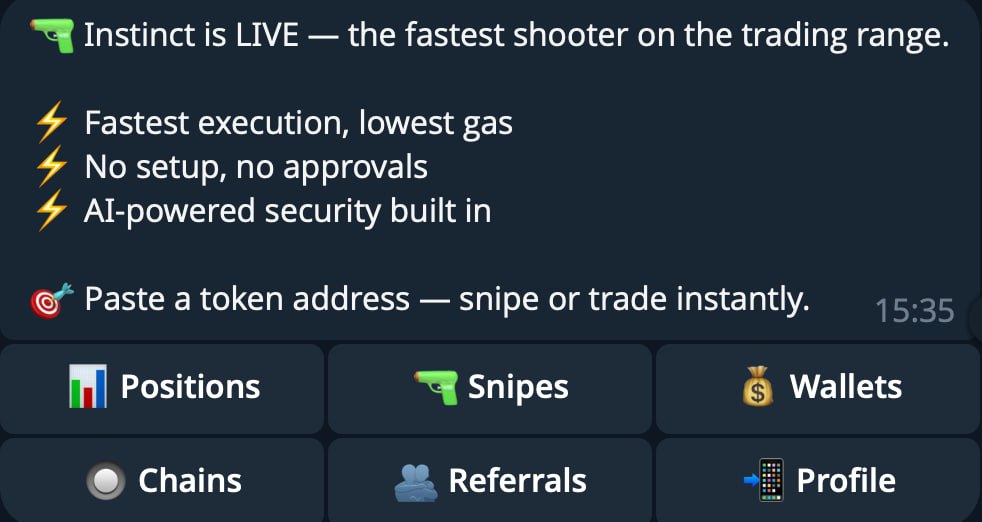 🔫 Instinct is LIVE — the fastest shooter on the trading range.
⚡ Fastest execution, lowest gas
⚡ No setup, no approvals
⚡ AI-powered security built in
🎯 Paste a token address — snipe or trade instantly.
15:35
📊 Positions
🔫 Snipes
💰 Wallets
🔘 Chains
🫂 Referrals
📲 Profile